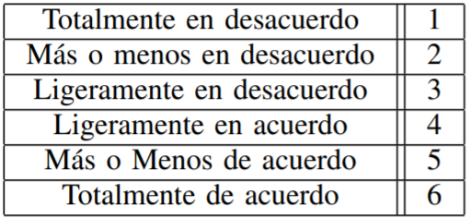 Totalmente en desacuerdo 1
Más o menos en desacuerdo 2
Ligeramente en desacuerdo 3
Ligeramente en acuerdo 4
Más o Menos de acuerdo 5
Totalmente de acuerdo 6